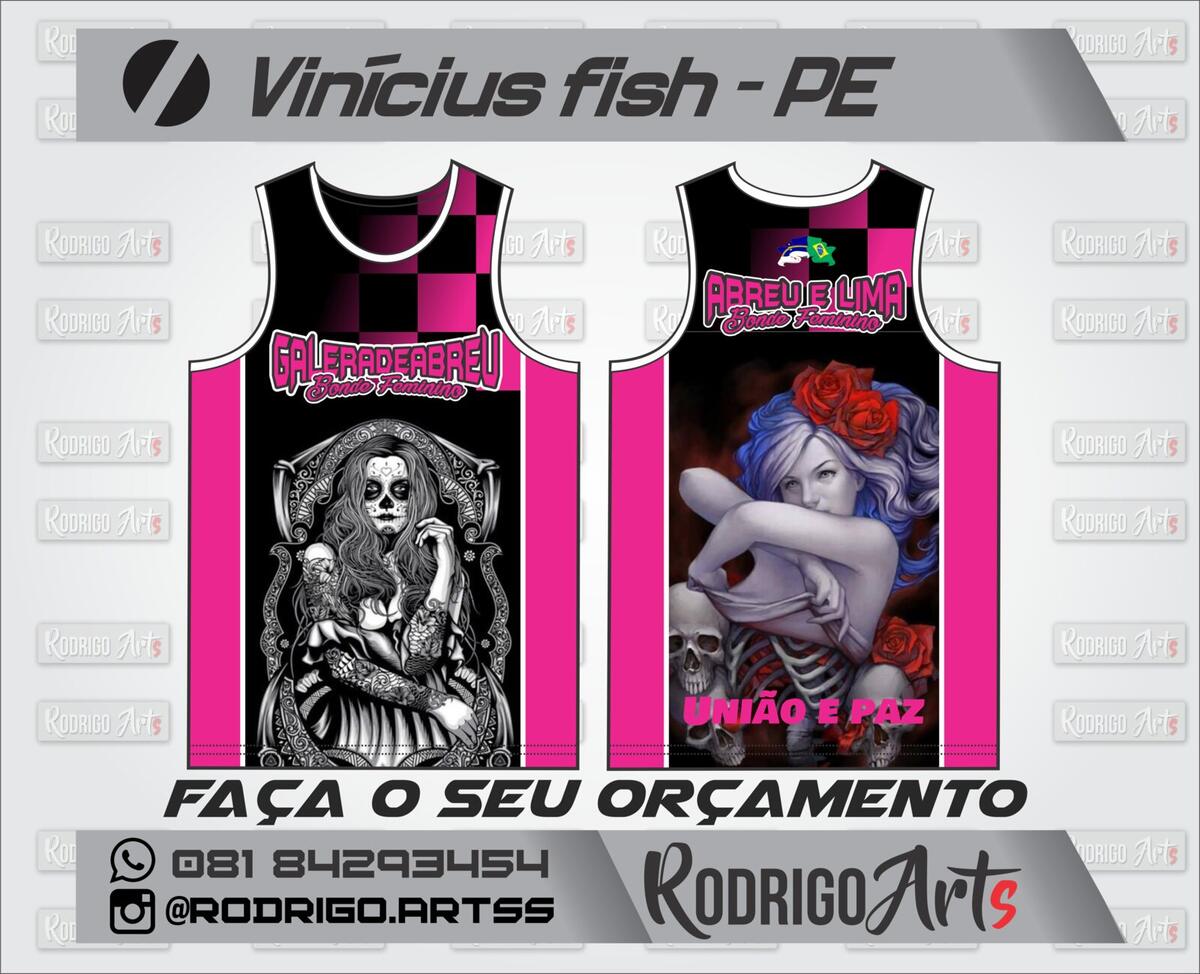 Vinícius fish - PE
GALERADEABREU
Bonde Feminino
ABREU E LIMA
Bonde Feminino
UNIÃO E PAZ
FAÇA O SEU ORÇAMENTO
081 84293454
@RODRIGO.ARTSS
RODRIGO Arts